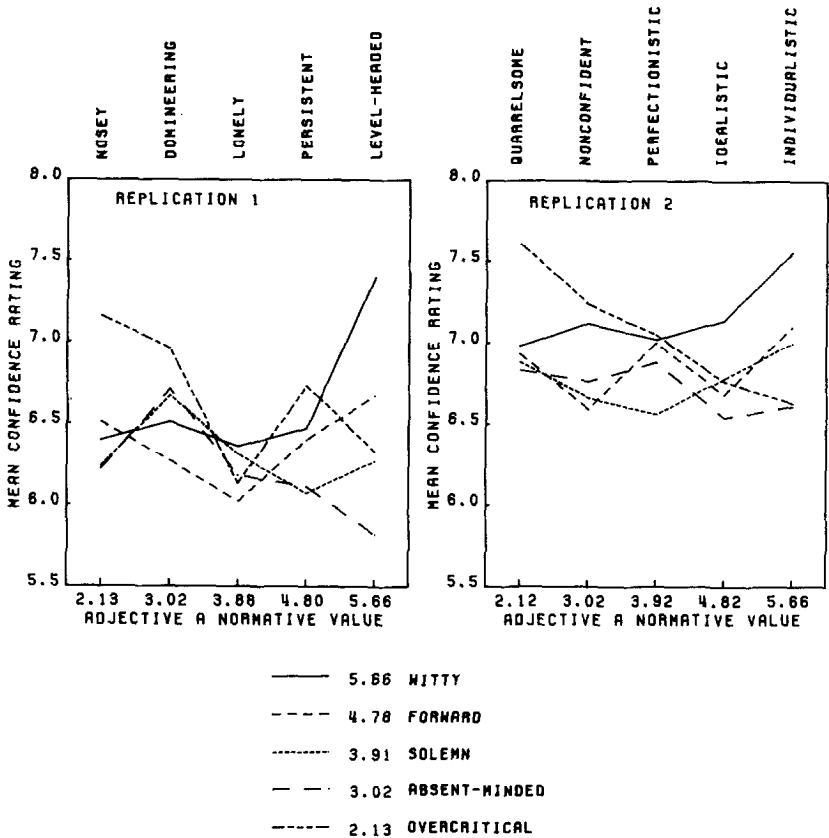 NOSEY
DOMINEERING
LONELY
PERSISTENT
LEVEL-HEADED
QUARRELSOME
NONCONFIDENT
PERFECTIONISTIC
IDEALISTIC
INDIVIDUALISTIC
REPLICATION 1
8.0
7.5
7.0
6.5
6.0
5.5
MEAN CONFIDENCE RATING
2.13 3.02 3.88 4.80 5.66
ADJECTIVE A NORMATIVE VALUE
REPLICATION 2
8.0
7.5
7.0
6.5
6.0
5.5
MEAN CONFIDENCE RATING
2.12 3.02 3.92 4.82 5.66
ADJECTIVE A NORMATIVE VALUE
5.66 WITTY
4.78 FORWARD
3.91 SOLEMN
3.02 ABSENT-MINDED
2.13 OVERCRITICAL